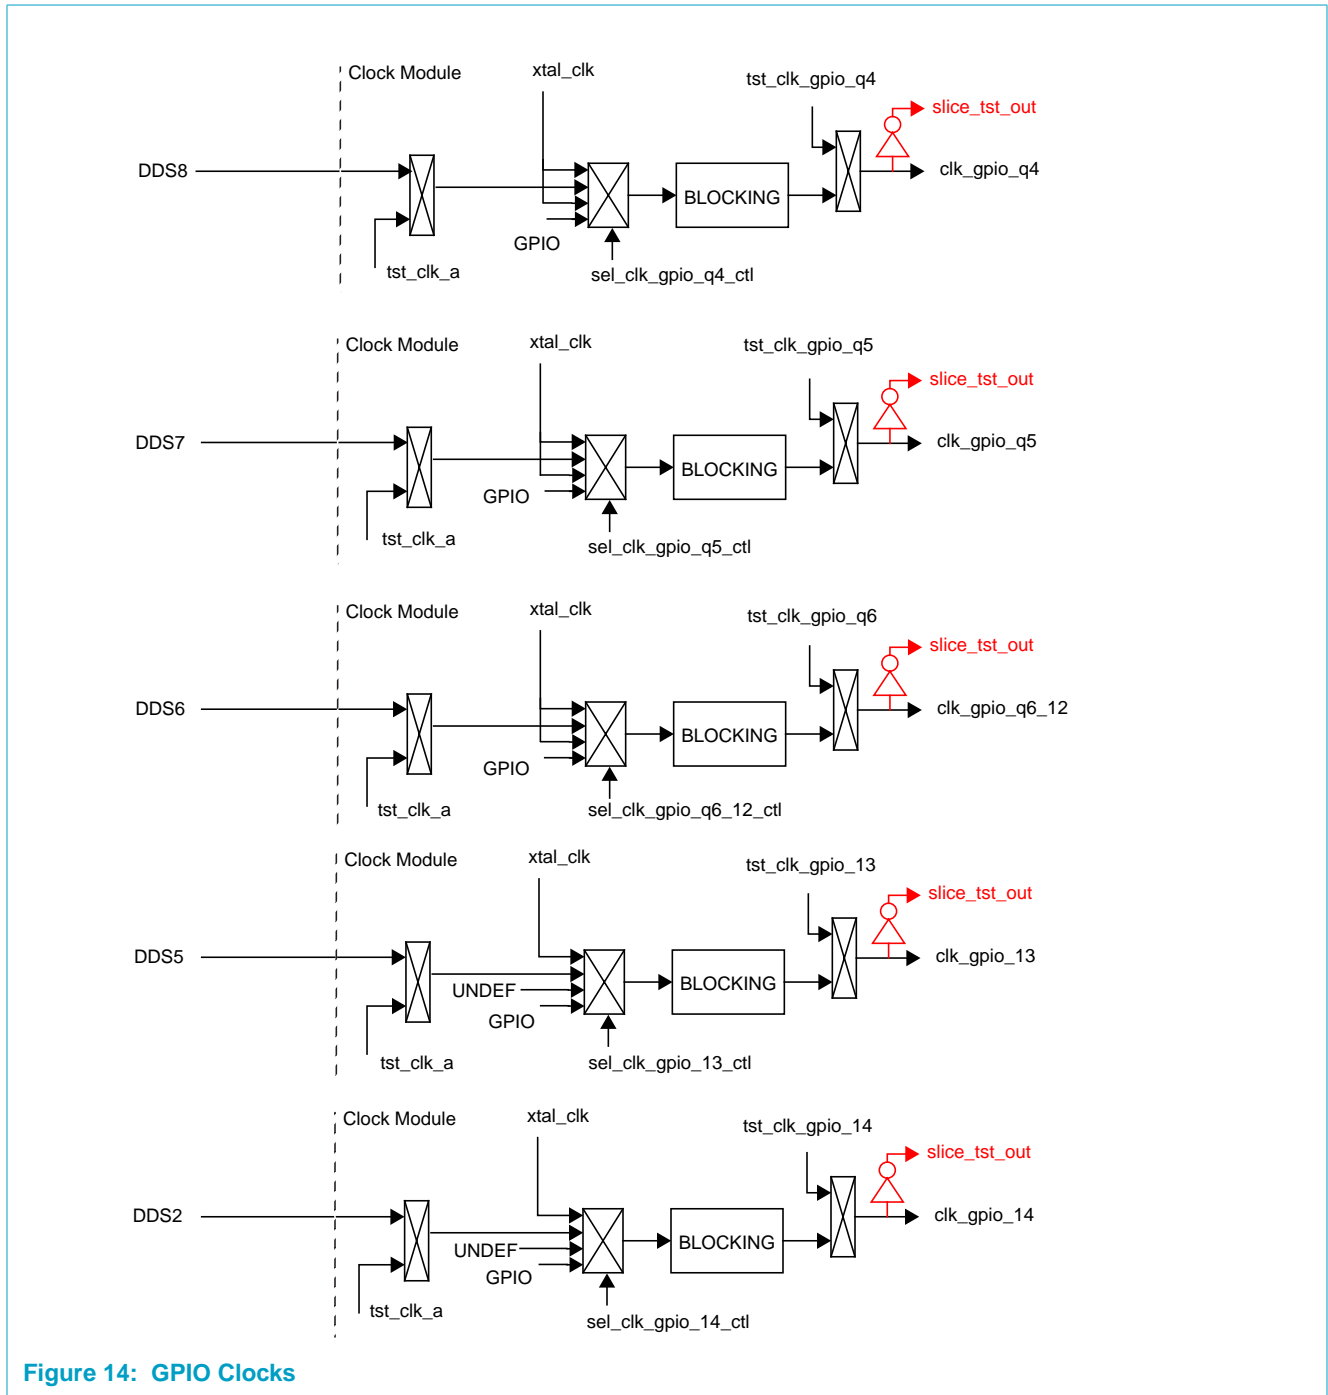 Clock Module
xtal_clk
tst_clk_gpio_q4
slice_tst_out
DDS8
clk_gpio_q4
BLOCKING
GPIO
tst_clk_a
sel_clk_gpio_q4_ctl
Clock Module
xtal_clk
tst_clk_gpio_q5
slice_tst_out
DDS7
clk_gpio_q5
BLOCKING
GPIO
tst_clk_a
sel_clk_gpio_q5_ctl
Clock Module
xtal_clk
tst_clk_gpio_q6
slice_tst_out
DDS6
clk_gpio_q6_12
BLOCKING
GPIO
tst_clk_a
sel_clk_gpio_q6_12_ctl
Clock Module
xtal_clk
tst_clk_gpio_13
slice_tst_out
DDS5
clk_gpio_13
BLOCKING
UNDEF
GPIO
tst_clk_a
sel_clk_gpio_13_ctl
Clock Module
xtal_clk
tst_clk_gpio_14
slice_tst_out
DDS2
clk_gpio_14
BLOCKING
UNDEF
GPIO
tst_clk_a
sel_clk_gpio_14_ctl
Figure 14: GPIO Clocks